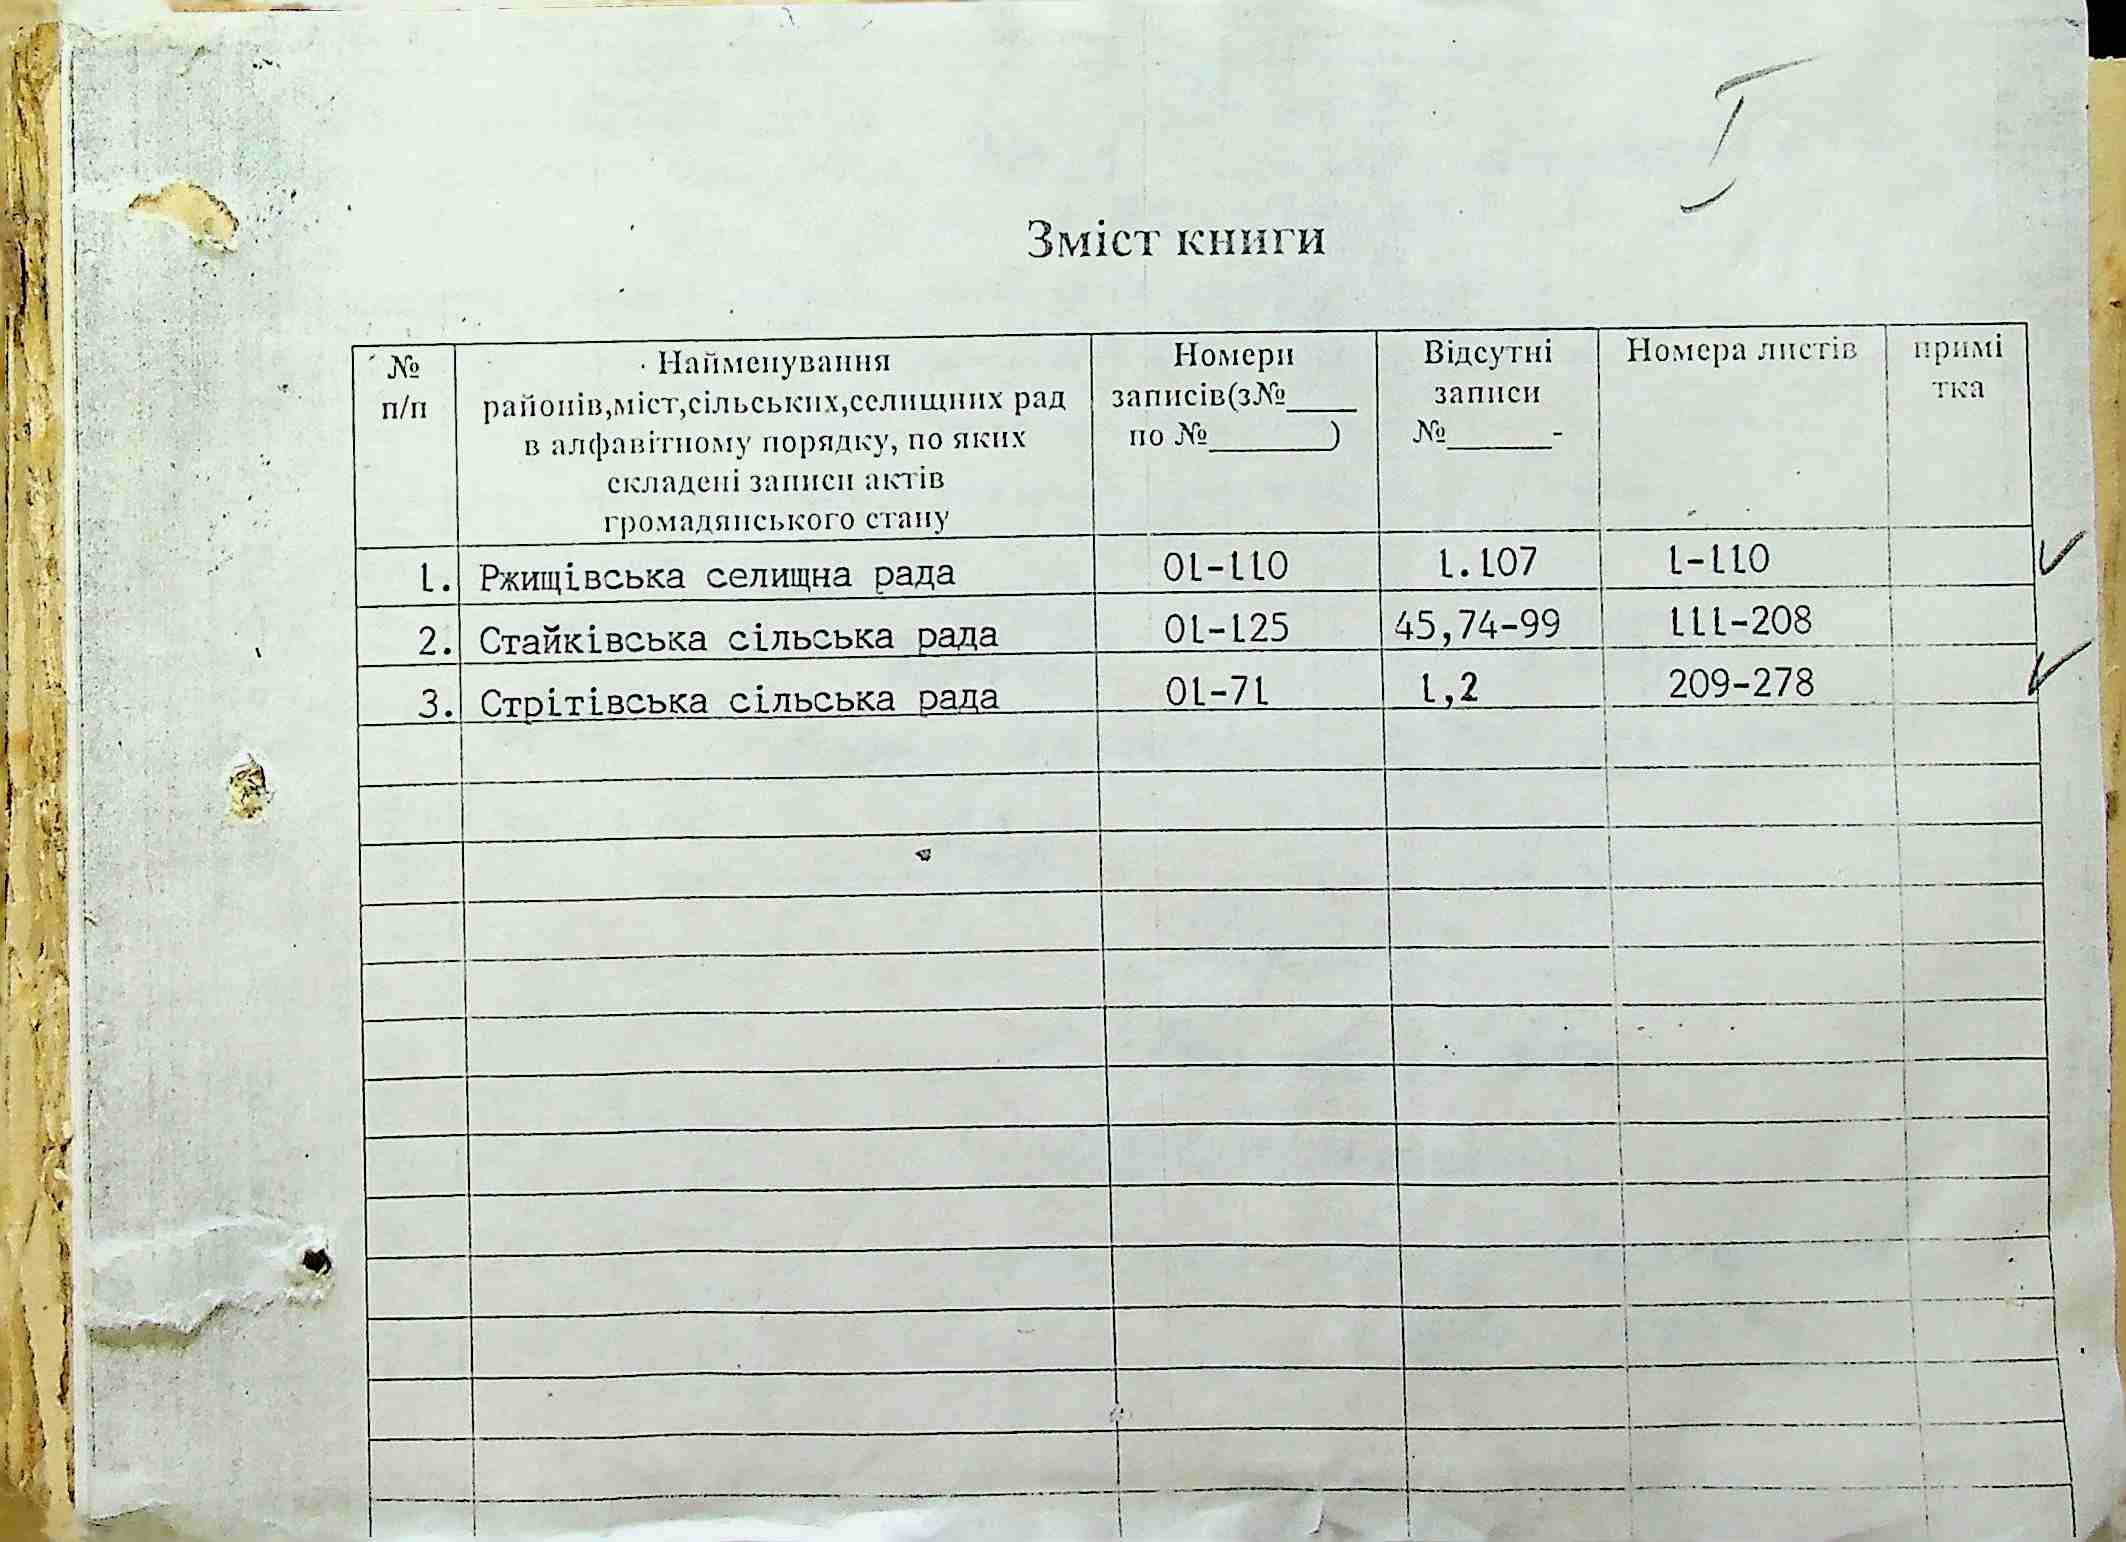 I
Зміст книги
№ п/п | Найменування районів,міст,сільських,селищних рад в алфавітному порядку, по яких складені записи актів громадянського стану | Номери записів(з№____ по №_______) | Відсутні записи №______- | Номера листів | примі тка
1. | Ржищівська селищна рада | 01-110 | 1.107 | 1-110
2. | Стайківська сільська рада | 01-125 | 45,74-99 | 111-208
3. | Стрітівська сільська рада | 01-71 | 1,2 | 209-278